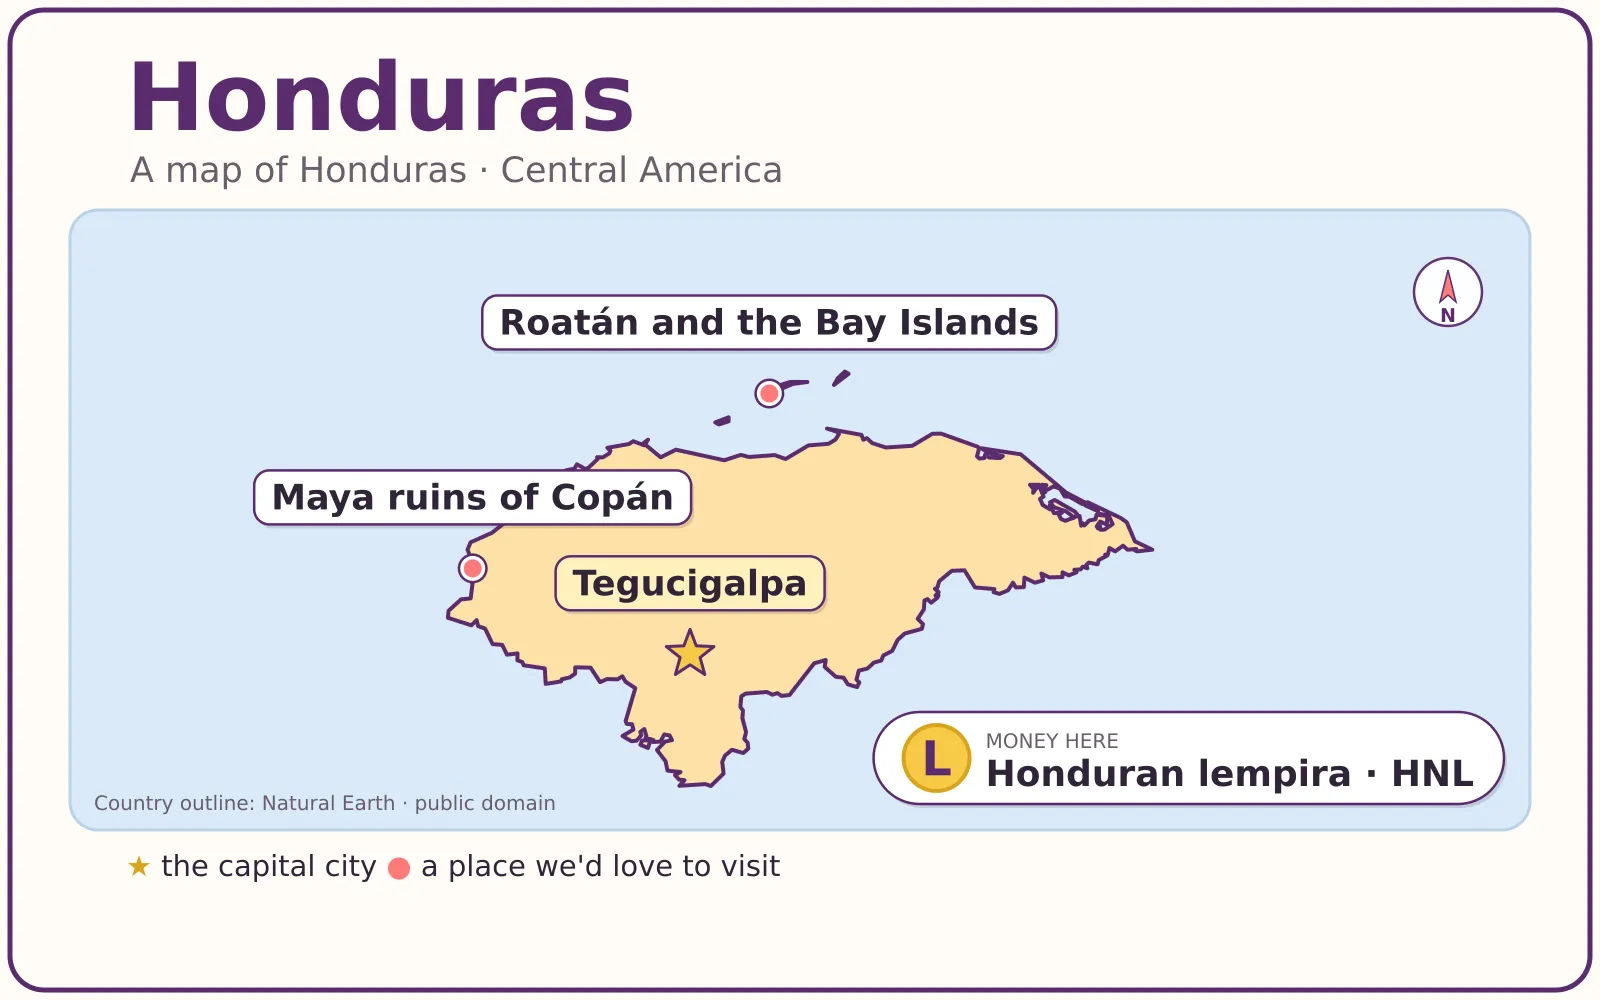 Honduras
A map of Honduras · Central America
N
Roatán and the Bay Islands
Maya ruins of Copán
Tegucigalpa
L
MONEY HERE
Honduran lempira · HNL
Country outline: Natural Earth · public domain
★ the capital city ● a place we'd love to visit